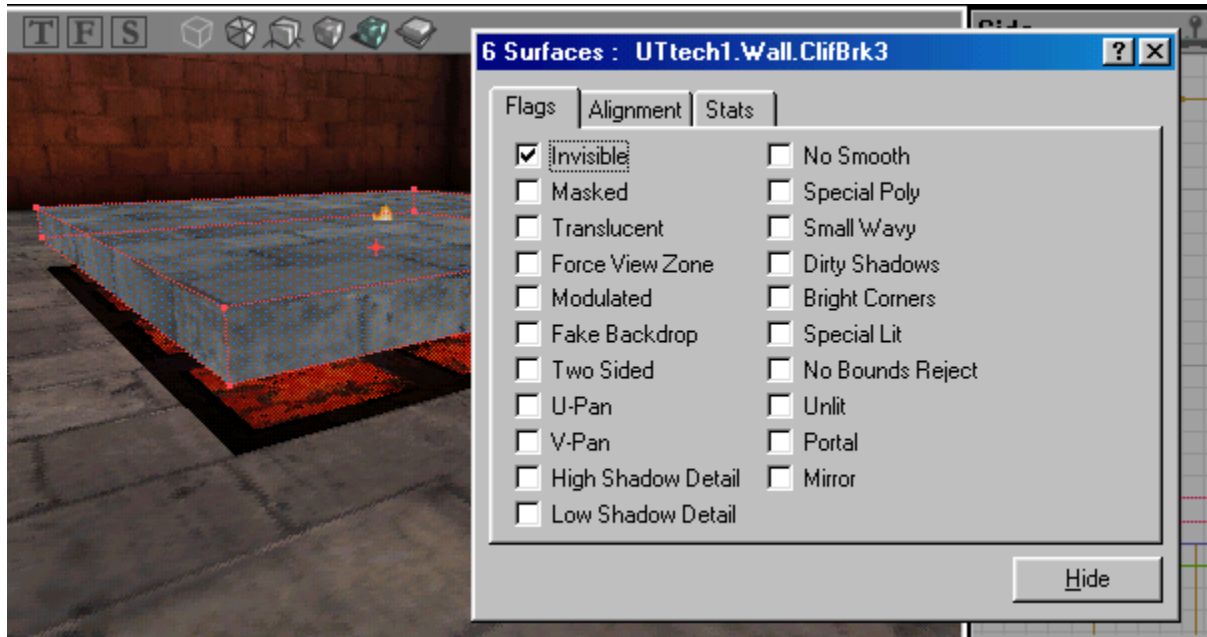 T F S
Side
6 Surfaces : UTtech1.Wall.ClifBrk3
Flags Alignment Stats
Invisible
Masked
Translucent
Force View Zone
Modulated
Fake Backdrop
Two Sided
U-Pan
V-Pan
High Shadow Detail
Low Shadow Detail
No Smooth
Special Poly
Small Wavy
Dirty Shadows
Bright Corners
Special Lit
No Bounds Reject
Unlit
Portal
Mirror
Hide